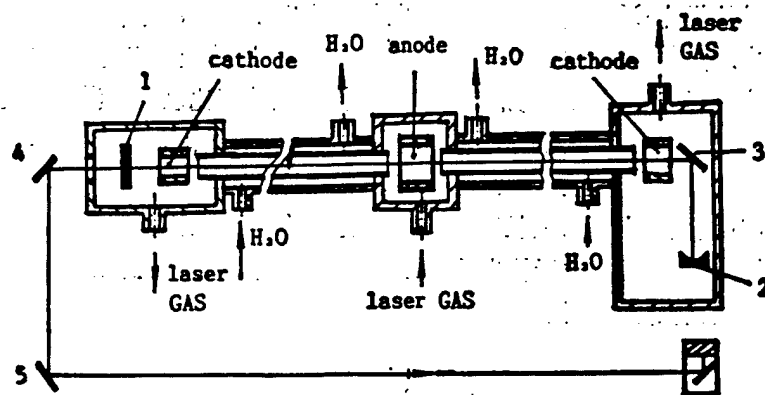 laser
GAS
H₂O
anode
H₂O
cathode
cathode
1
4
3
H₂O
laser
GAS
laser GAS
H₂O
2
5